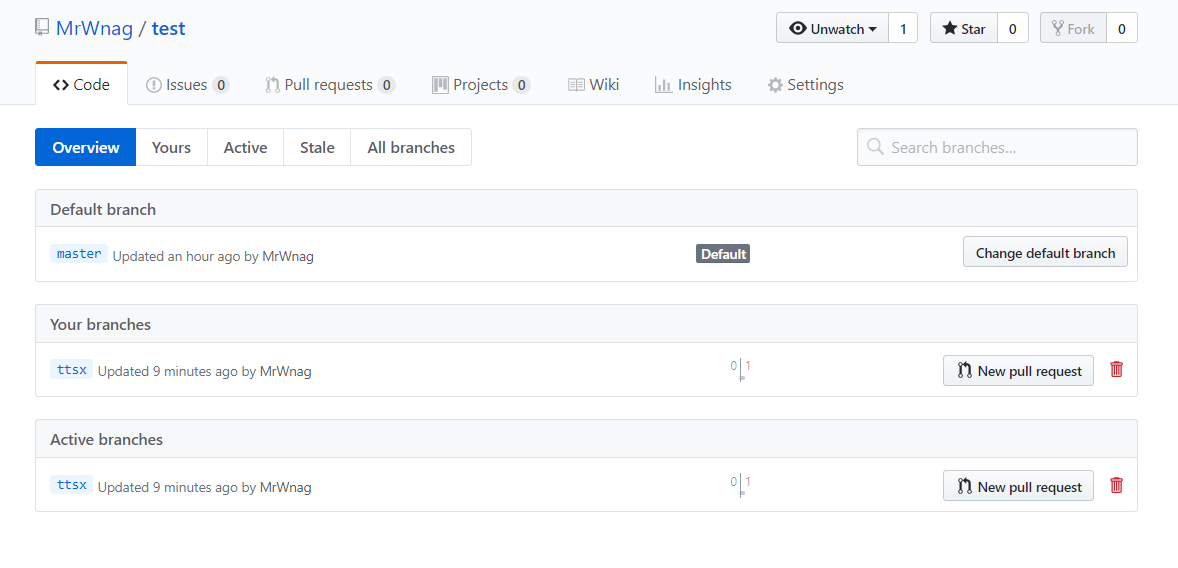 MrWnag / test
Unwatch 1 Star 0 Fork 0
Code Issues 0 Pull requests 0 Projects 0 Wiki Insights Settings
Overview Yours Active Stale All branches Search branches...
Default branch
master Updated an hour ago by MrWnag Default Change default branch
Your branches
ttsx Updated 9 minutes ago by MrWnag 0 1 New pull request
Active branches
ttsx Updated 9 minutes ago by MrWnag 0 1 New pull request